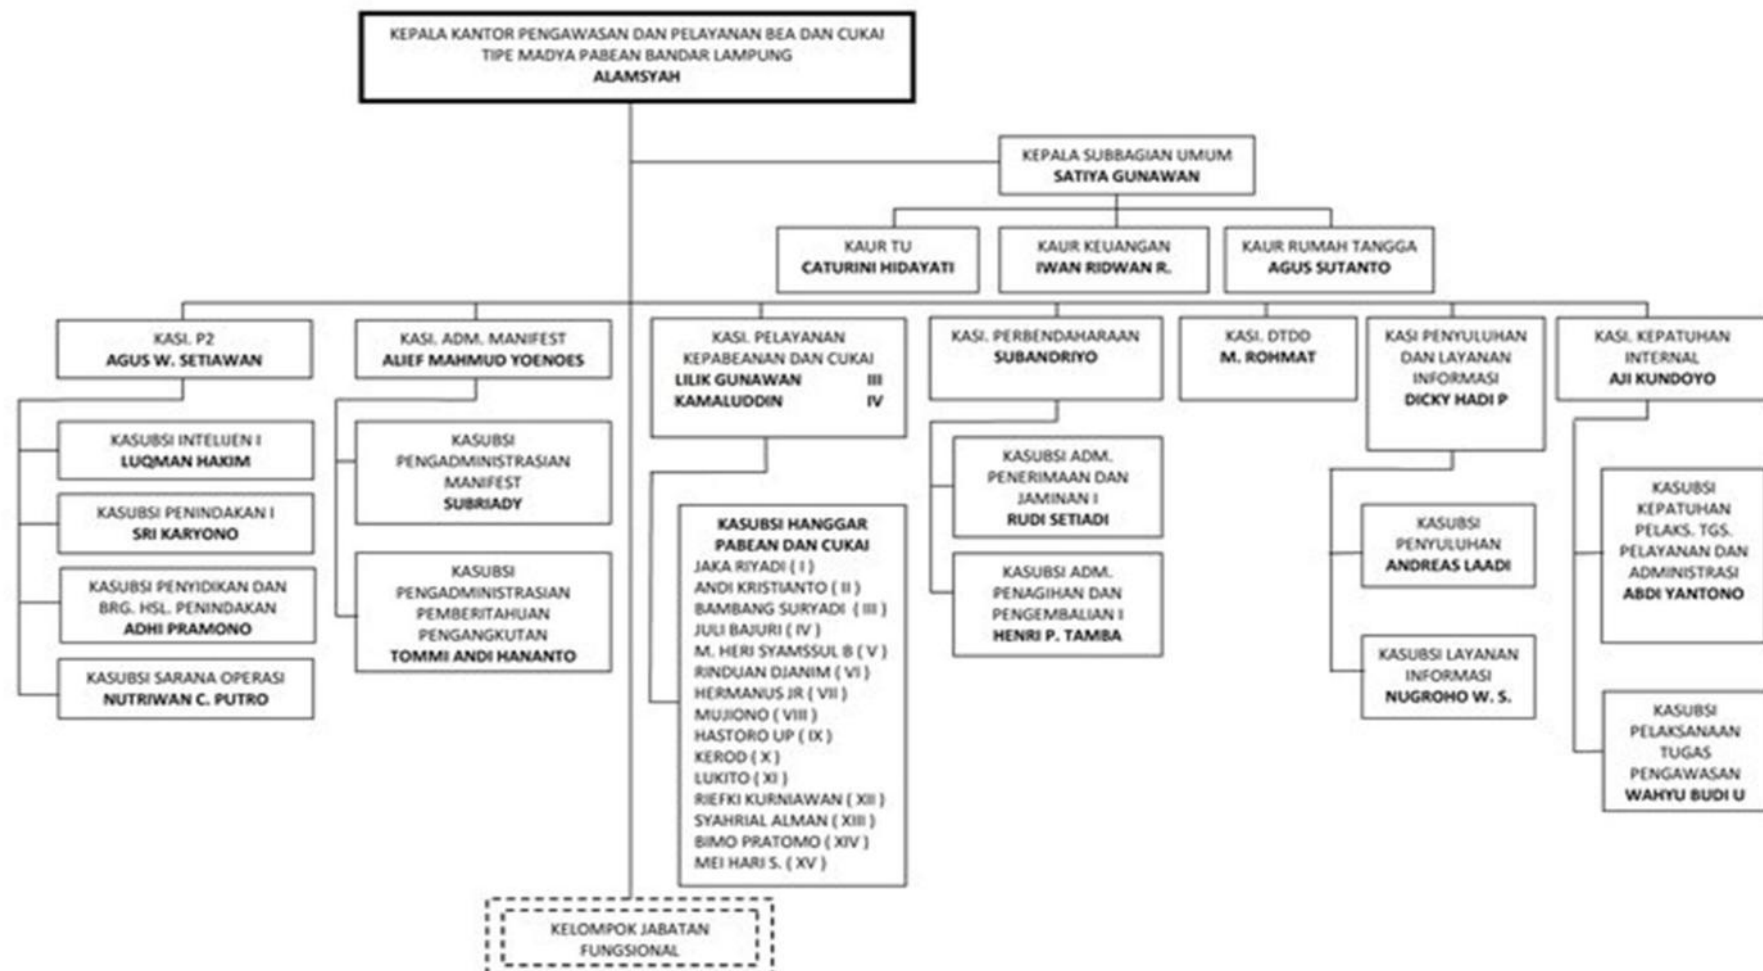 KEPALA KANTOR PENGAWASAN DAN PELAYANAN BEA DAN CUKAI
TIPE MADYA PABEAN BANDAR LAMPUNG
ALAMSYAH
KEPALA SUBBAGIAN UMUM
SATIYA GUNAWAN
KAUR TU
CATURINI HIDAYATI
KAUR KEUANGAN
IWAN RIDWAN R.
KAUR RUMAH TANGGA
AGUS SUTANTO
KASI. P2
AGUS W. SETIAWAN
KASUBSI INTELIJEN I
LUQMAN HAKIM
KASUBSI PENINDAKAN I
SRI KARYONO
KASUBSI PENYIDIKAN DAN
BRG. HSL. PENINDAKAN
ADHI PRAMONO
KASUBSI SARANA OPERASI
NUTRIWAN C. PUTRO
KASI. ADM. MANIFEST
ALIEF MAHMUD YOENOES
KASUBSI
PENGADMINISTRASIAN
MANIFEST
SUBRIADY
KASUBSI
PENGADMINISTRASIAN
PEMBERITAHUAN
PENGANGKUTAN
TOMMI ANDI HANANTO
KASI. PELAYANAN
KEPABEANAN DAN CUKAI
LILIK GUNAWAN III
KAMALUDDIN IV
KASUBSI HANGGAR
PABEAN DAN CUKAI
JAKA RIYADI ( I )
ANDI KRISTIANTO ( II )
BAMBANG SURYADI ( III )
JULI BAJURI ( IV )
M. HERI SYAMSSUL B ( V )
RINDUAN DJANIM ( VI )
HERMANUS JR ( VII )
MUJIONO ( VIII )
HASTORO UP ( IX )
KEROD ( X )
LUKITO ( XI )
RIEFKI KURNIAWAN ( XII )
SYAHRIAL ALMAN ( XIII )
BIMO PRATOMO ( XIV )
MEI HARI S. ( XV )
KASI. PERBENDAHARAAN
SUBANDRIYO
KASUBSI ADM.
PENERIMAAN DAN
JAMINAN I
RUDI SETIADI
KASUBSI ADM.
PENAGIHAN DAN
PENGEMBALIAN I
HENRI P. TAMBA
KASI. DTDD
M. ROHMAT
KASI PENYULUHAN
DAN LAYANAN
INFORMASI
DICKY HADI P
KASUBSI
PENYULUHAN
ANDREAS LAADI
KASUBSI LAYANAN
INFORMASI
NUGROHO W. S.
KASI. KEPATUHAN
INTERNAL
AJI KUNDOYO
KASUBSI
KEPATUHAN
PELAKS. TGS.
PELAYANAN DAN
ADMINISTRASI
ABDI YANTONO
KASUBSI
PELAKSANAAN
TUGAS
PENGAWASAN
WAHYU BUDI U
KELOMPOK JABATAN
FUNGSIONAL